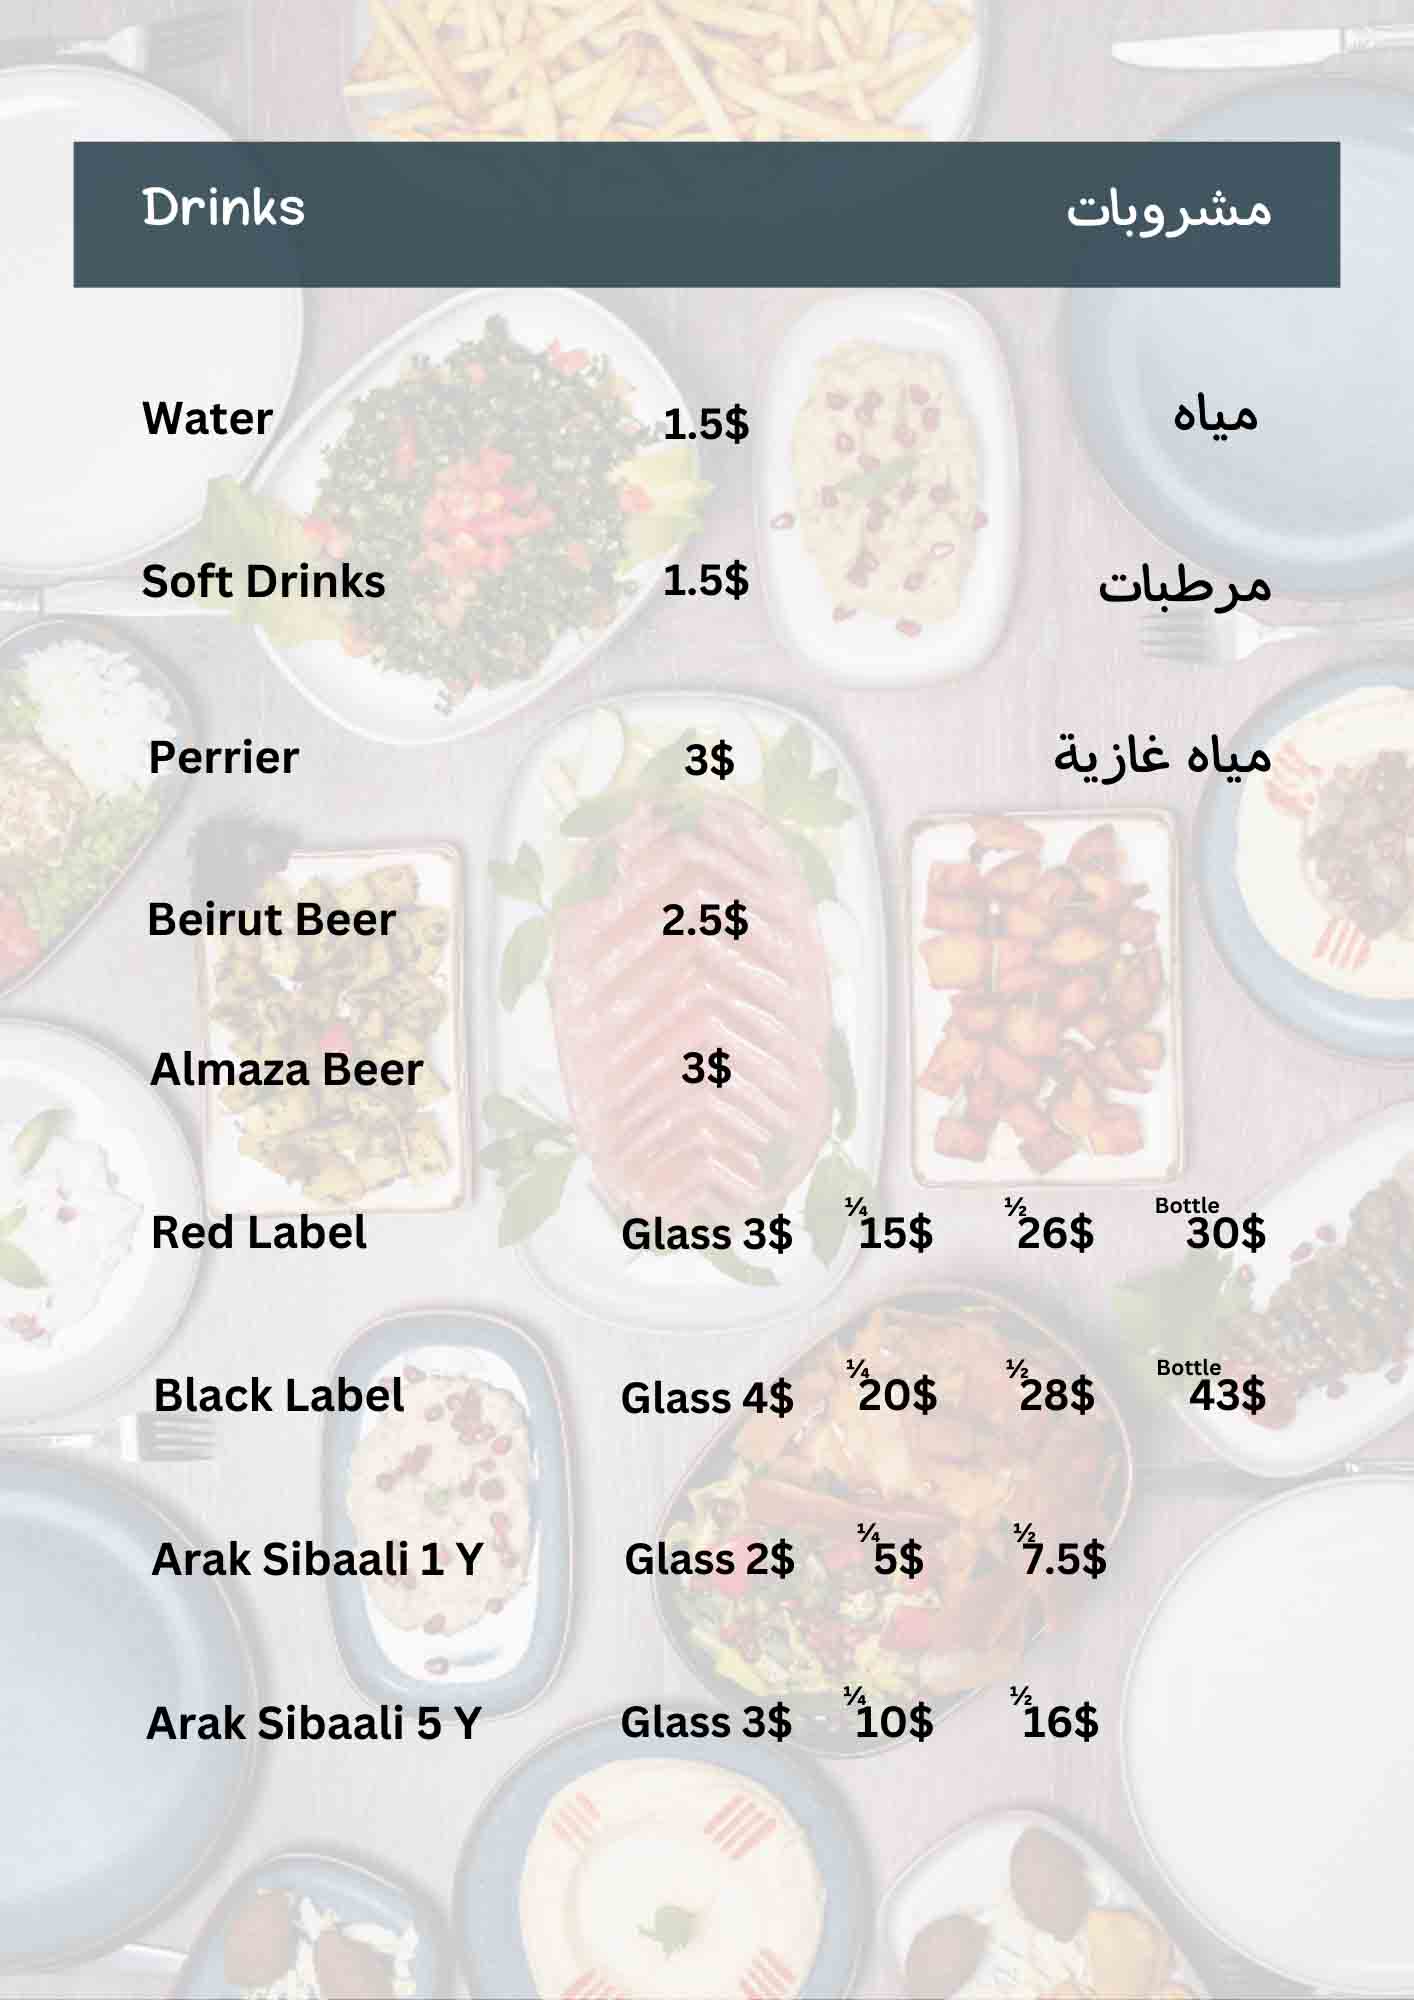 Drinks مشروبات
Water 1.5$ مياه
Soft Drinks 1.5$ مرطبات
Perrier 3$ مياه غازية
Beirut Beer 2.5$
Almaza Beer 3$
Red Label Glass 3$ ¼ 15$ ½ 26$ Bottle 30$
Black Label Glass 4$ ¼ 20$ ½ 28$ Bottle 43$
Arak Sibaali 1 Y Glass 2$ ¼ 5$ ½ 7.5$
Arak Sibaali 5 Y Glass 3$ ¼ 10$ ½ 16$